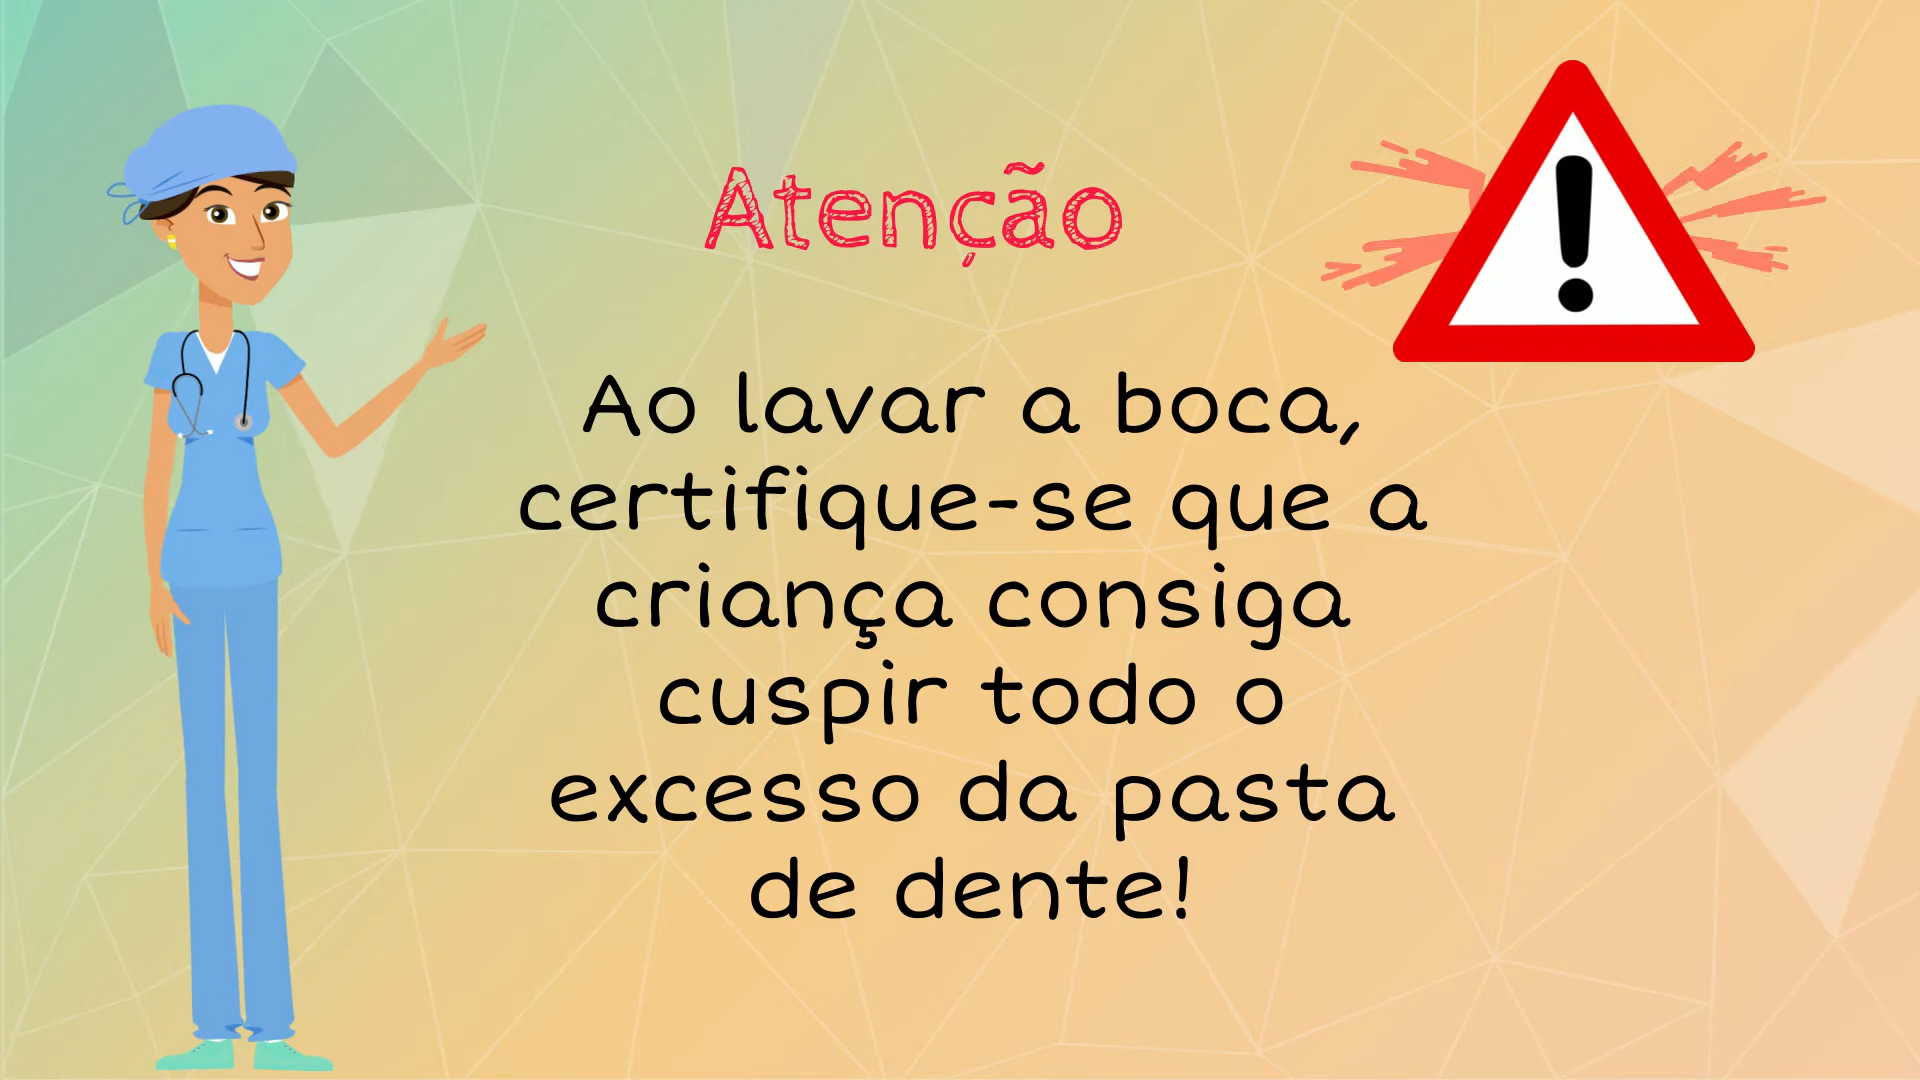 Atenção
Ao lavar a boca,
certifique-se que a
criança consiga
cuspir todo o
excesso da pasta
de dente!